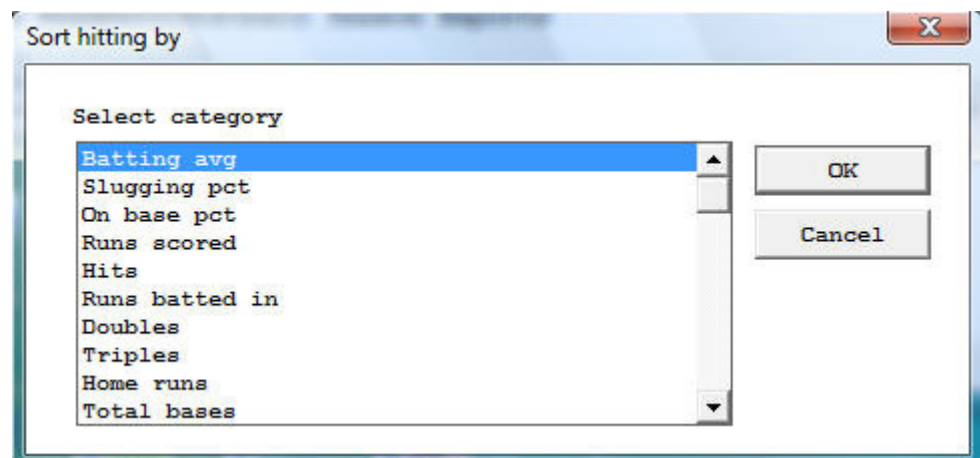 Sort hitting by
Select category
Batting avg
Slugging pct
On base pct
Runs scored
Hits
Runs batted in
Doubles
Triples
Home runs
Total bases
OK
Cancel